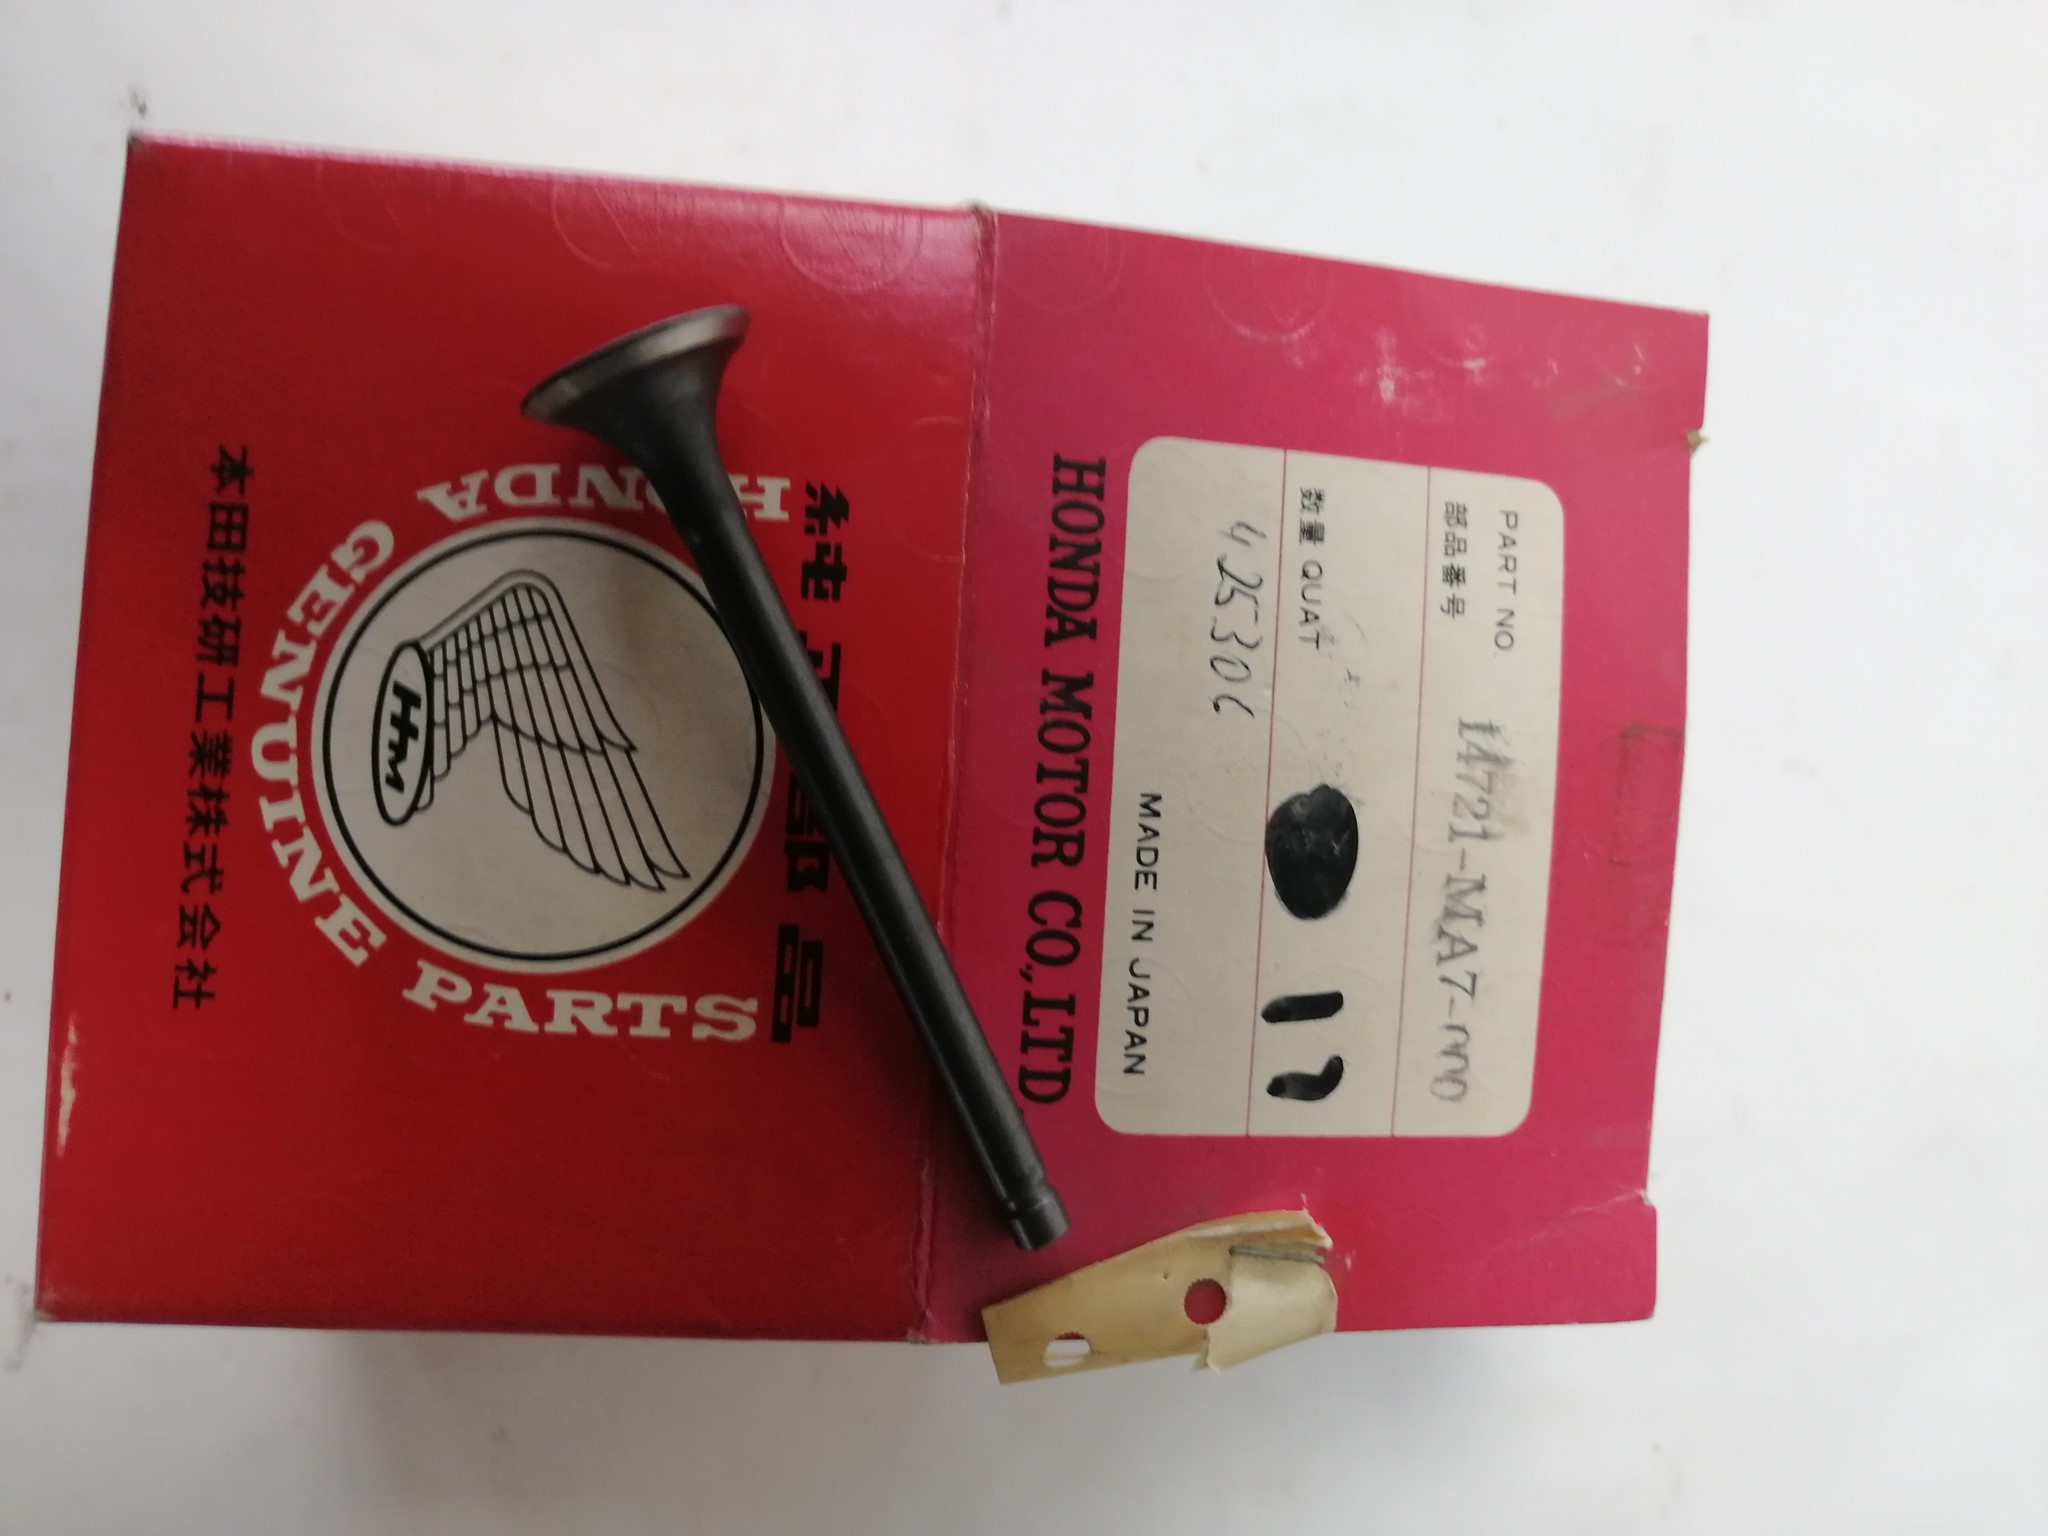 純正部品
HONDA GENUINE PARTS
HM
本田技研工業株式会社
PART NO.
部品番号
14721-MA7-000
数量 QUAT
425306
MADE IN JAPAN
HONDA MOTOR CO.,LTD